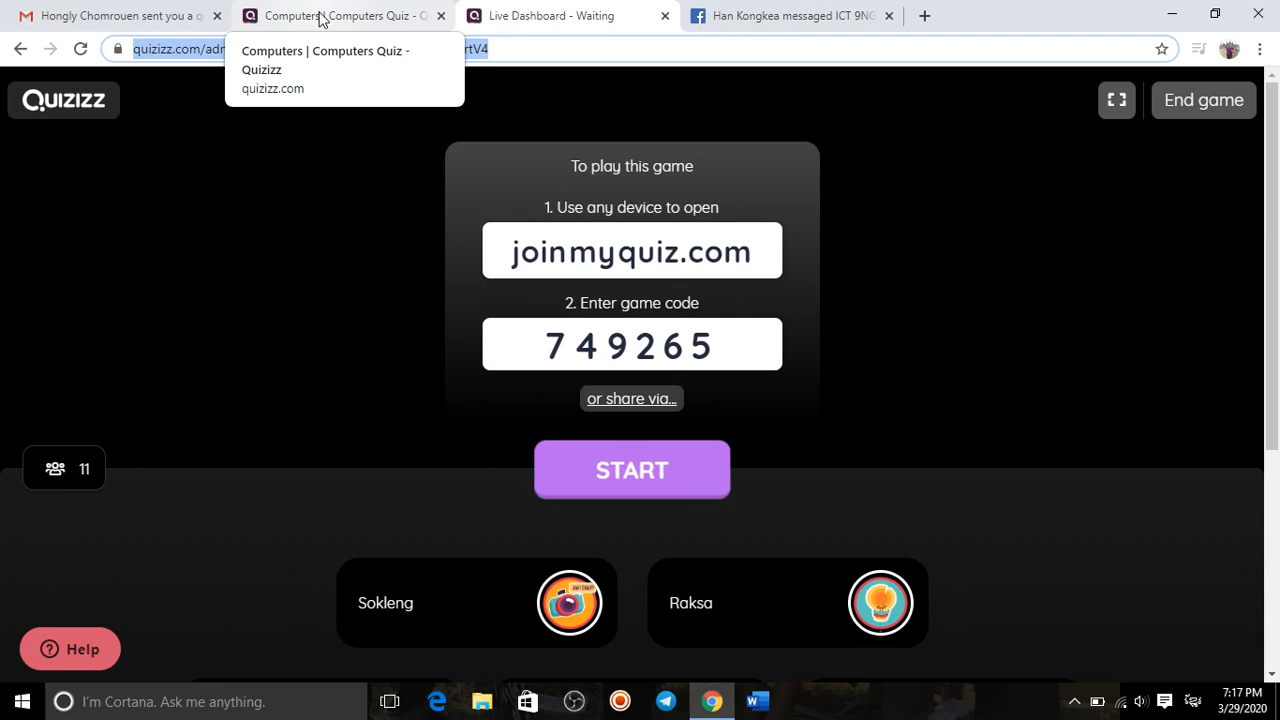 Hongly Chomrouen sent you a q
Computers | Computers Quiz - Q
Live Dashboard - Waiting
Han Kongkea messaged ICT 9NG
quizizz.com/adm
rtV4
Computers | Computers Quiz -
Quizizz
quizizz.com
Quizizz
End game
To play this game
1. Use any device to open
joinmyquiz.com
2. Enter game code
749265
or share via...
11
START
Sokleng
Raksa
Help
I'm Cortana. Ask me anything.
7:17 PM
3/29/2020